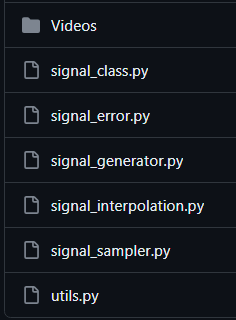 Videos
signal_class.py
signal_error.py
signal_generator.py
signal_interpolation.py
signal_sampler.py
utils.py